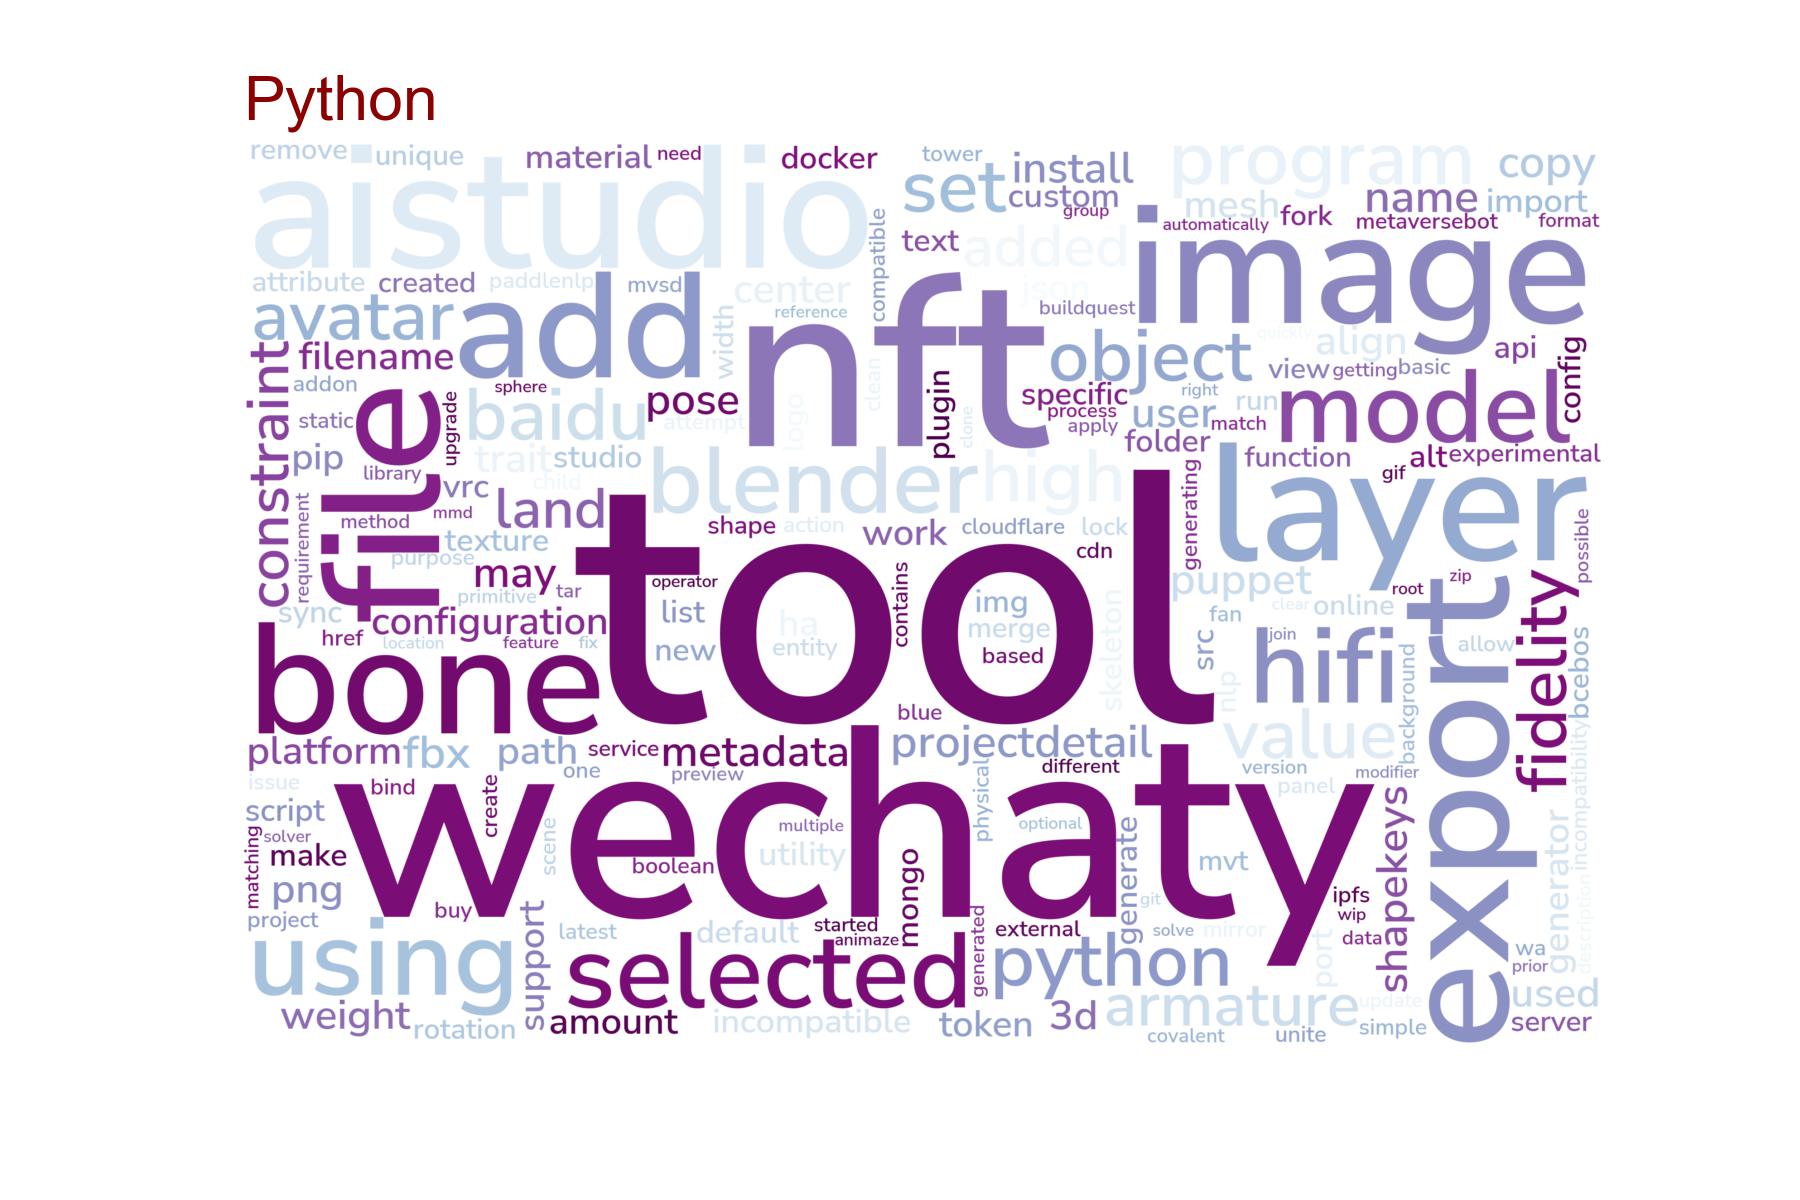 Python
remove unique material need docker tower install program copy
aistudio set custom mesh name import
group automatically fork metaversebot format
compatible text added image
attribute created paddlenlp mvsd center json buildquest
avatar add width reference nft object quickly align api config
constraint filename view getting basic
addon sphere pose clean plugin specific right model
file upgrade baidu logo process user run
static attempt clone apply match
pip library trait studio blender high folder function gif alt experimental
vrc child layer
requirement method mmd land tool shape action work cloudflare lock generating possible
texture cdn
purpose may operator puppet root zip export fidelity
primitive tar contains img skeleton clear online
sync configuration list ha merge fan
href location feature fix new entity based src hifi join allow bcebos
bone blue nlp background
platform fbx path service metadata projectdetail value
issue bind one preview physical different version modifier
script create wechaty panel incompatiblity
solver scene multiple optional shapekeys generator
matching make boolean utility mongo generate mvt
png buy git ipfs
project support latest default started external solve mirror wip description
using animaze generated port data wa
selected python prior
weight rotation amount incompatible token 3d armature update used
covalent unite simple server